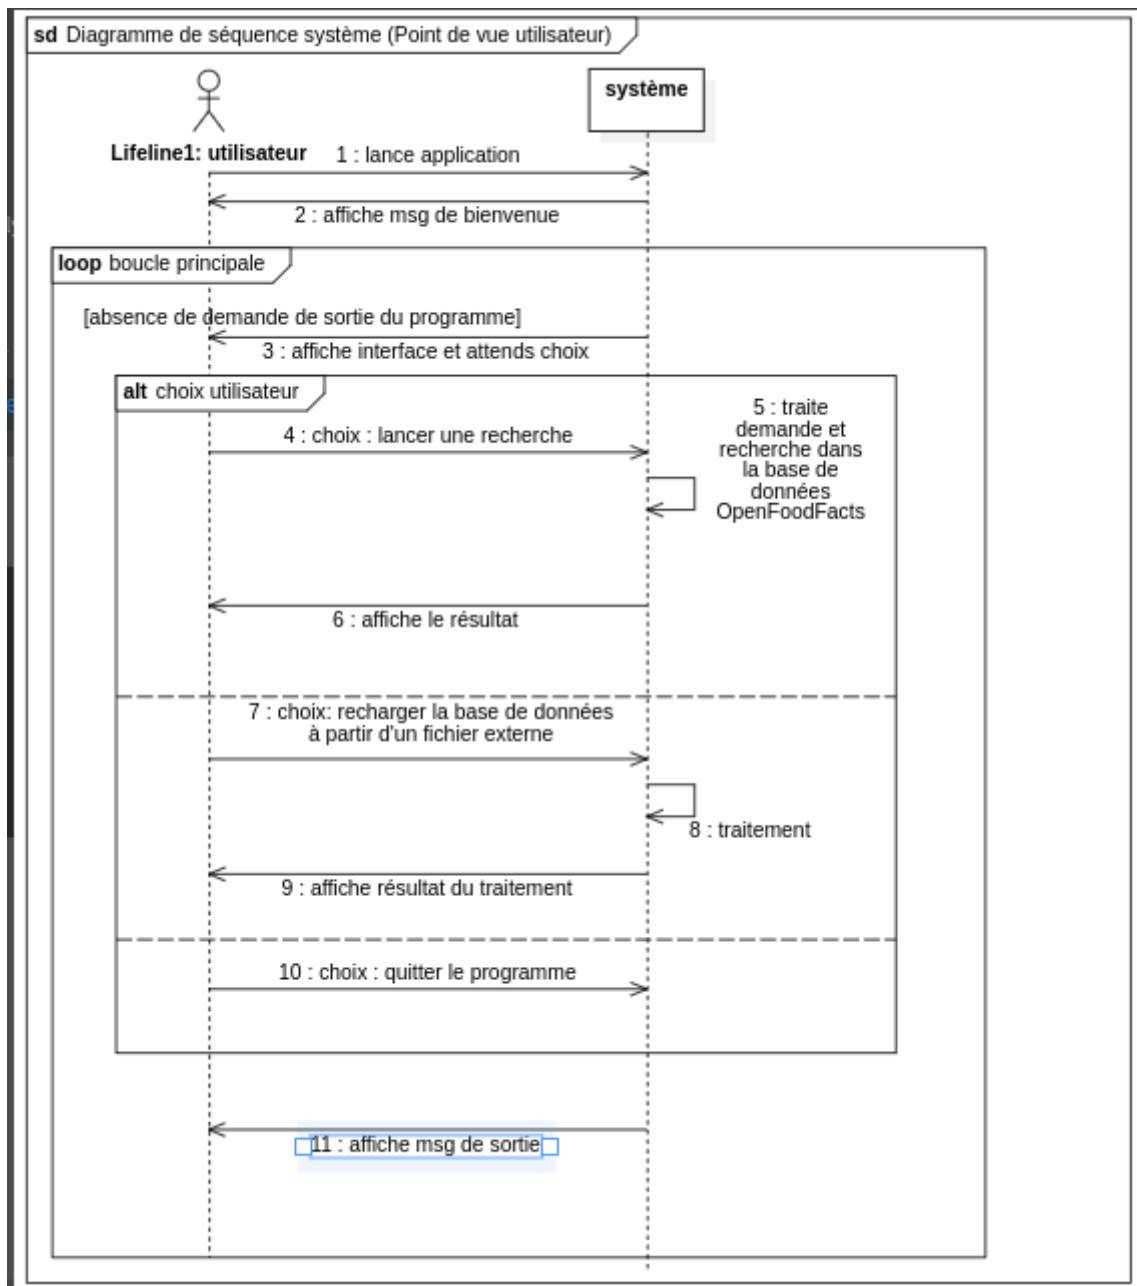 sd Diagramme de séquence système (Point de vue utilisateur)
système
Lifeline1: utilisateur
1 : lance application
2 : affiche msg de bienvenue
loop boucle principale
[absence de demande de sortie du programme]
3 : affiche interface et attends choix
alt choix utilisateur
4 : choix : lancer une recherche
5 : traite
demande et
recherche dans
la base de
données
OpenFoodFacts
6 : affiche le résultat
7 : choix: recharger la base de données
à partir d'un fichier externe
8 : traitement
9 : affiche résultat du traitement
10 : choix : quitter le programme
11 : affiche msg de sortie